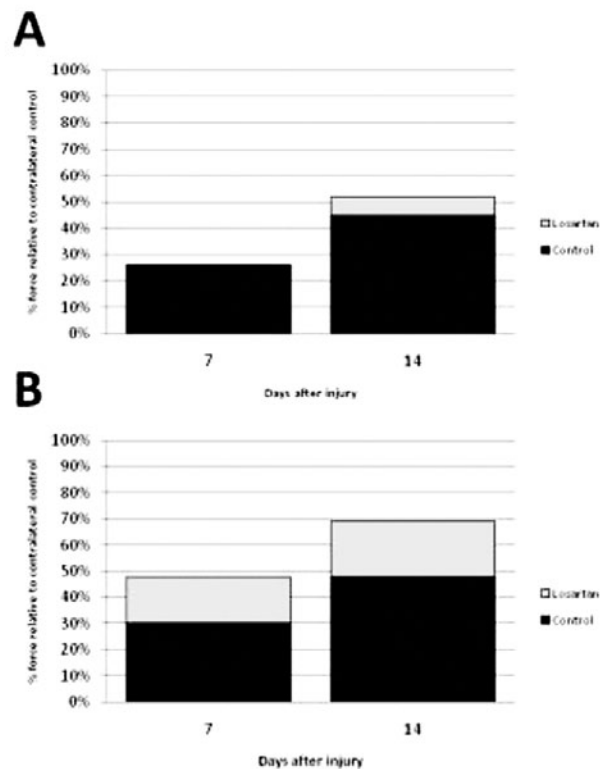 A
% force relative to contralateral control
100%
90%
80%
70%
60%
50%
40%
30%
20%
10%
0%
7 14
Days after injury
Losartan
Control
B
% force relative to contralateral control
100%
90%
80%
70%
60%
50%
40%
30%
20%
10%
0%
7 14
Days after injury
Losartan
Control